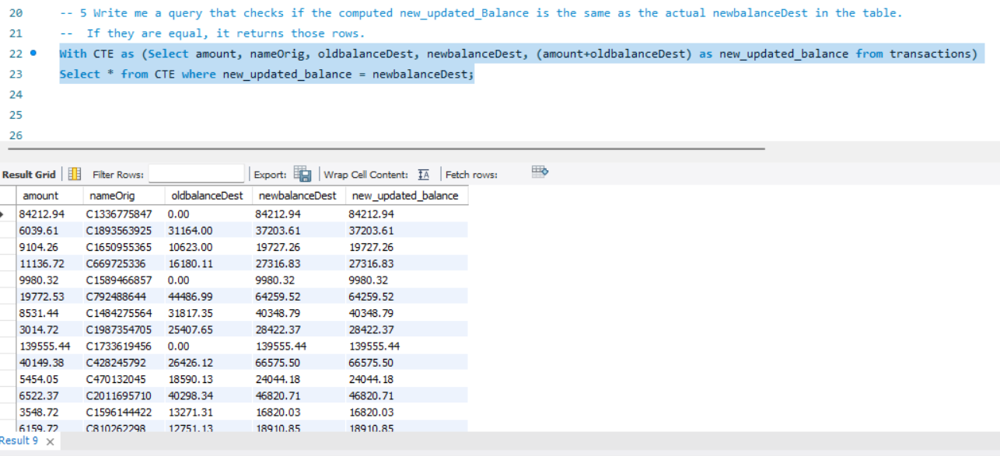 20 -- 5 Write me a query that checks if the computed new_updated_Balance is the same as the actual newbalanceDest in the table.
21 --  If they are equal, it returns those rows.
22 With CTE as (Select amount, nameOrig, oldbalanceDest, newbalanceDest, (amount+oldbalanceDest) as new_updated_balance from transactions)
23 Select * from CTE where new_updated_balance = newbalanceDest;
24
25
26
Result Grid Filter Rows: Export: Wrap Cell Content: IA Fetch rows:
amount nameOrig oldbalanceDest newbalanceDest new_updated_balance
84212.94 C1336775847 0.00 84212.94 84212.94
6039.61 C1893563925 31164.00 37203.61 37203.61
9104.26 C1650955365 10623.00 19727.26 19727.26
11136.72 C669725336 16180.11 27316.83 27316.83
9980.32 C1589466857 0.00 9980.32 9980.32
19772.53 C792488644 44486.99 64259.52 64259.52
8531.44 C1484275564 31817.35 40348.79 40348.79
3014.72 C1987354705 25407.65 28422.37 28422.37
139555.44 C1733619456 0.00 139555.44 139555.44
40149.38 C428245792 26426.12 66575.50 66575.50
5454.05 C470132045 18590.13 24044.18 24044.18
6522.37 C2011695710 40298.34 46820.71 46820.71
3548.72 C1596144422 13271.31 16820.03 16820.03
6159.72 C810262298 12751.13 18910.85 18910.85
Result 9